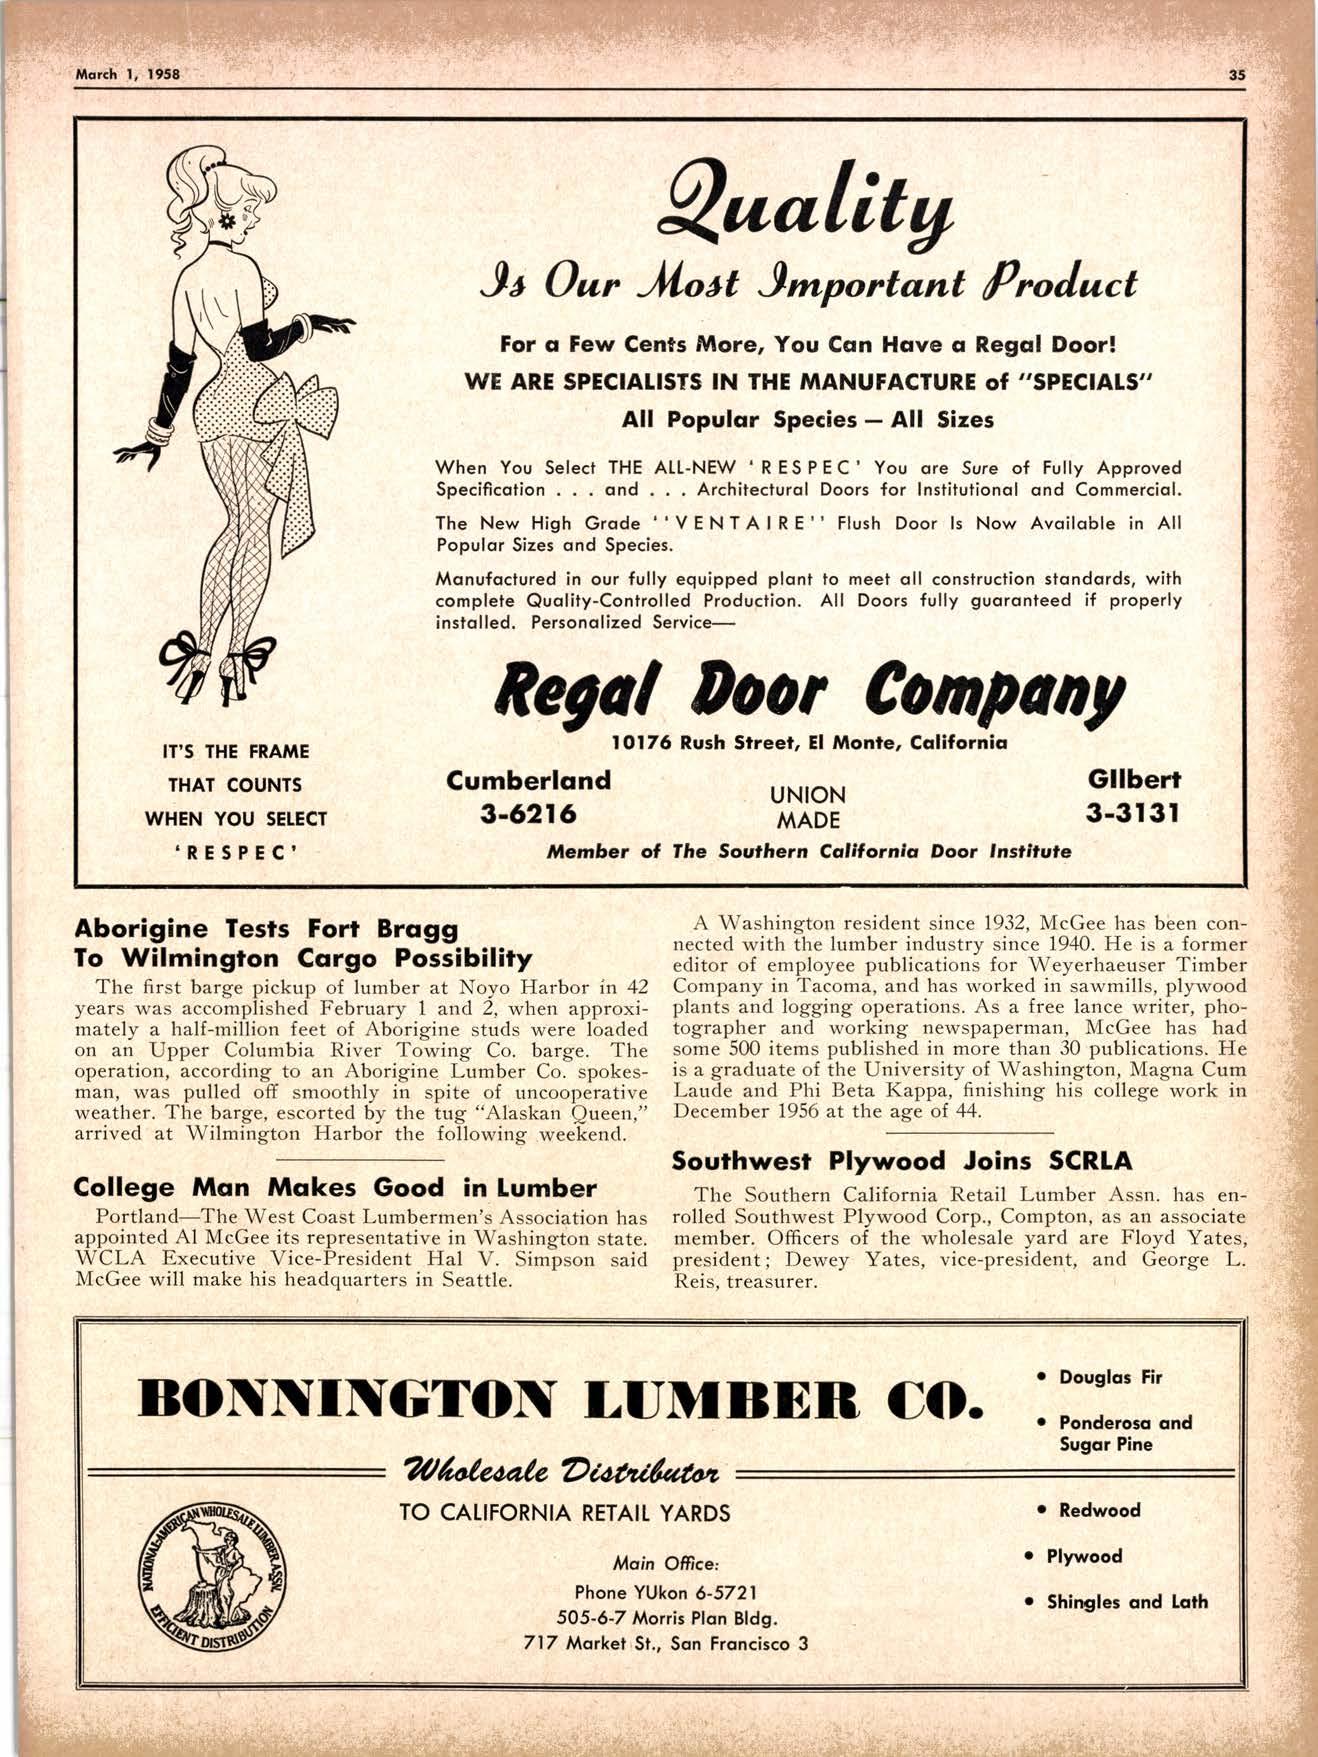 March 1, 1958
35
Quality
Is Our Most Important Product
For a Few Cents More, You Can Have a Regal Door!
WE ARE SPECIALISTS IN THE MANUFACTURE of "SPECIALS"
All Popular Species — All Sizes
When You Select THE ALL-NEW 'RESPEC' You are Sure of Fully Approved
Specification . . . and . . . Architectural Doors for Institutional and Commercial.
The New High Grade ''VENTAIRE'' Flush Door Is Now Available in All
Popular Sizes and Species.
Manufactured in our fully equipped plant to meet all construction standards, with
complete Quality-Controlled Production. All Doors fully guaranteed if properly
installed. Personalized Service—
Regal Door Company
10176 Rush Street, El Monte, California
Cumberland
3-6216
UNION
MADE
GIlbert
3-3131
Member of The Southern California Door Institute
IT'S THE FRAME
THAT COUNTS
WHEN YOU SELECT
'RESPEC'
Aborigine Tests Fort Bragg
To Wilmington Cargo Possibility
The first barge pickup of lumber at Noyo Harbor in 42
years was accomplished February 1 and 2, when approxi-
mately a half-million feet of Aborigine studs were loaded
on an Upper Columbia River Towing Co. barge. The
operation, according to an Aborigine Lumber Co. spokes-
man, was pulled off smoothly in spite of uncooperative
weather. The barge, escorted by the tug "Alaskan Queen,"
arrived at Wilmington Harbor the following weekend.
College Man Makes Good in Lumber
Portland—The West Coast Lumbermen's Association has
appointed Al McGee its representative in Washington state.
WCLA Executive Vice-President Hal V. Simpson said
McGee will make his headquarters in Seattle.
A Washington resident since 1932, McGee has been con-
nected with the lumber industry since 1940. He is a former
editor of employee publications for Weyerhaeuser Timber
Company in Tacoma, and has worked in sawmills, plywood
plants and logging operations. As a free lance writer, pho-
tographer and working newspaperman, McGee has had
some 500 items published in more than 30 publications. He
is a graduate of the University of Washington, Magna Cum
Laude and Phi Beta Kappa, finishing his college work in
December 1956 at the age of 44.
Southwest Plywood Joins SCRLA
The Southern California Retail Lumber Assn. has en-
rolled Southwest Plywood Corp., Compton, as an associate
member. Officers of the wholesale yard are Floyd Yates,
president; Dewey Yates, vice-president, and George L.
Reis, treasurer.
BONNINGTON LUMBER CO.
Wholesale Distributor
TO CALIFORNIA RETAIL YARDS
Main Office:
Phone YUkon 6-5721
505-6-7 Morris Plan Bldg.
717 Market St., San Francisco 3
NATIONAL-AMERICAN WHOLESALE LUMBER ASSN.
EFFICIENT DISTRIBUTION
• Douglas Fir
• Ponderosa and
Sugar Pine
• Redwood
• Plywood
• Shingles and Lath